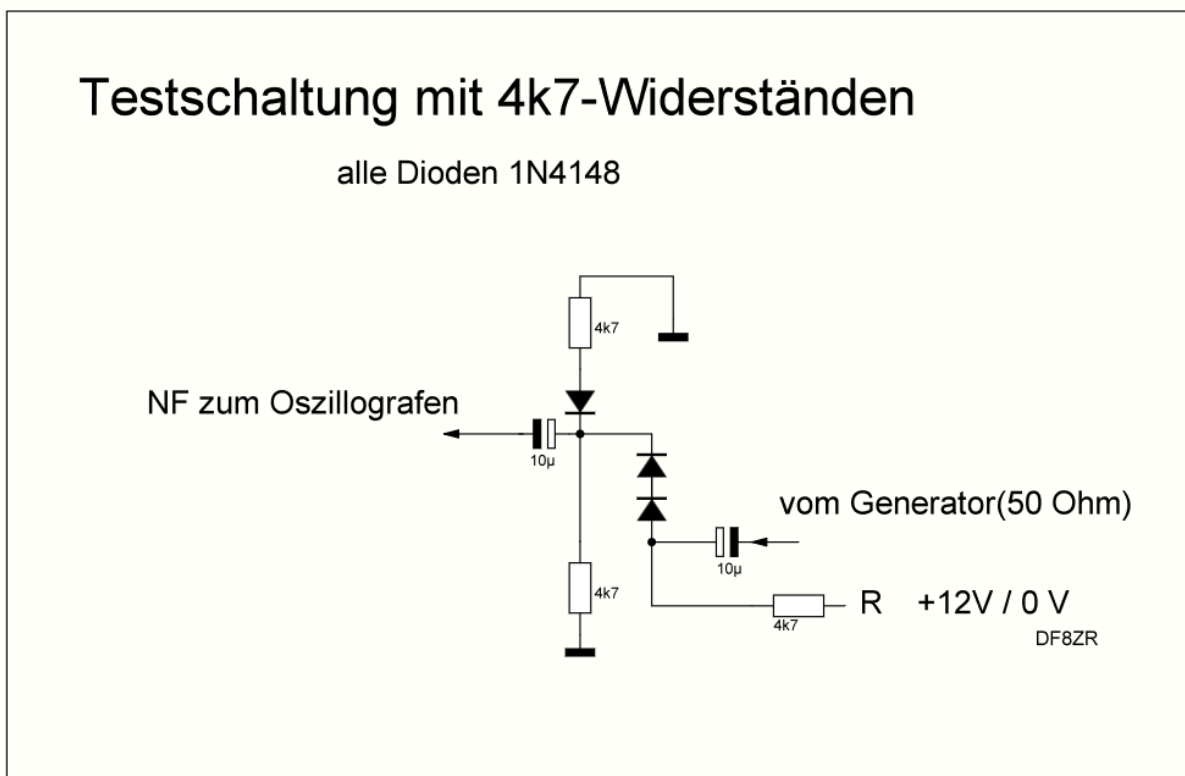 Testschaltung mit 4k7-Widerständen
alle Dioden 1N4148
4k7
NF zum Oszillografen
10µ
vom Generator(50 Ohm)
10µ
4k7
R +12V / 0 V
4k7
DF8ZR